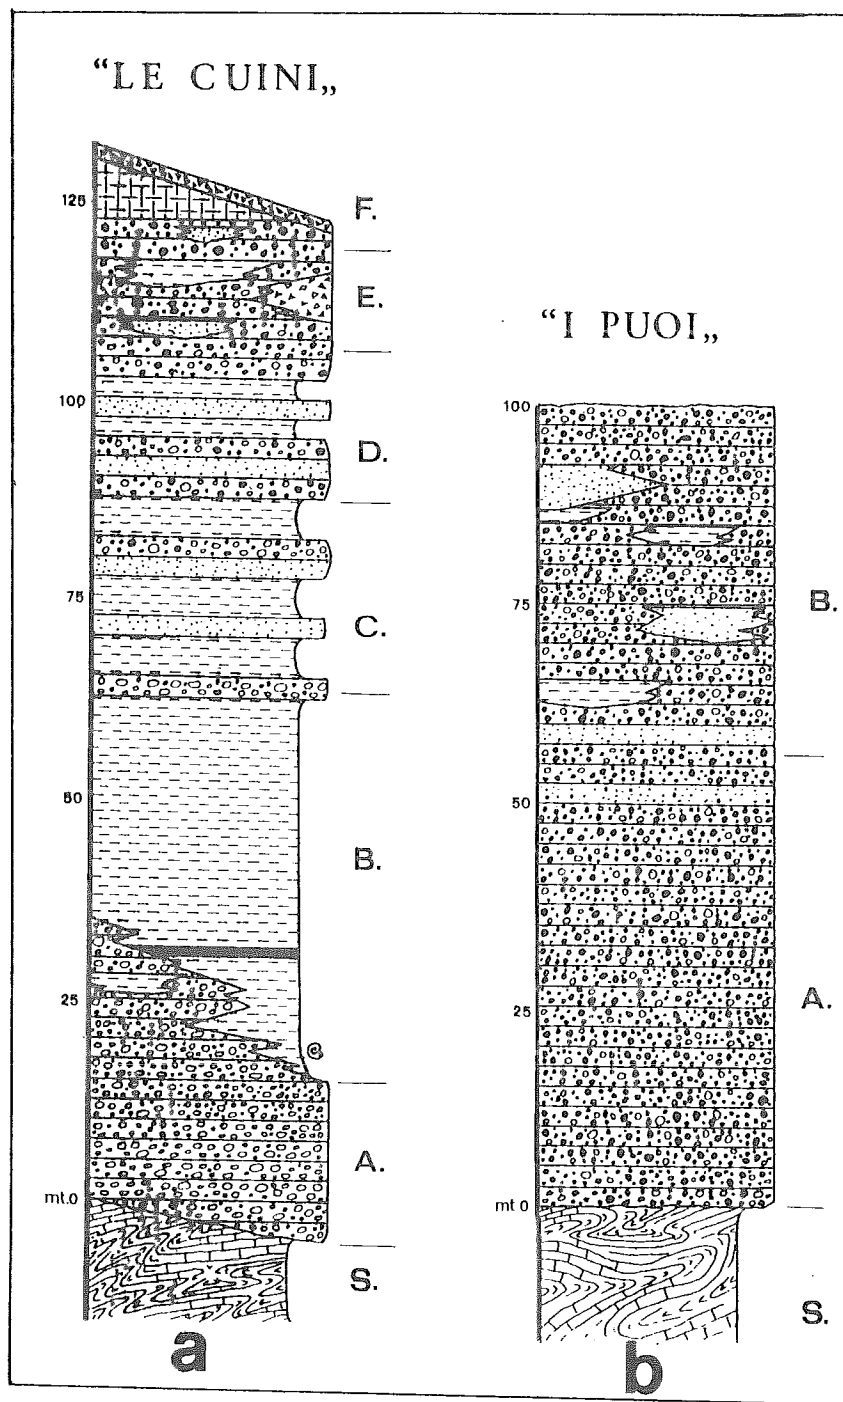 “LE CUINI„
125
F.
E.
100
D.
75
C.
50
B.
25
A.
mt.0
S.
a
“I PUOI„
100
75
B.
50
25
A.
mt 0
S.
b